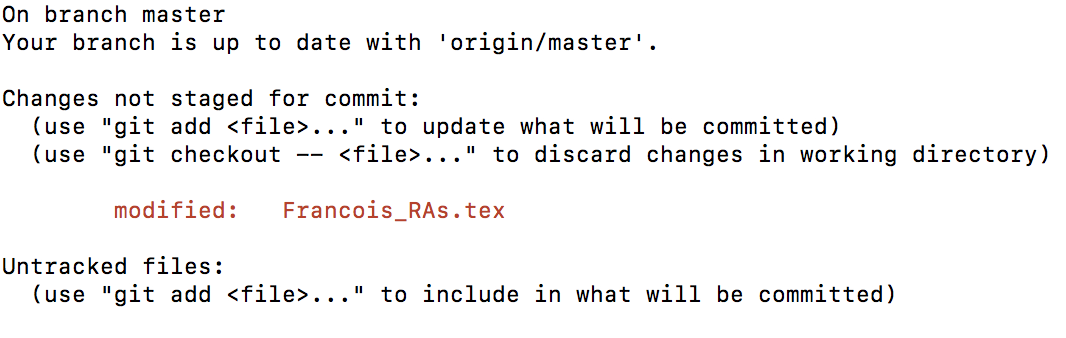 On branch master
Your branch is up to date with 'origin/master'.
Changes not staged for commit:
(use "git add <file>..." to update what will be committed)
(use "git checkout -- <file>..." to discard changes in working directory)
modified:   Francois_RAs.tex
Untracked files:
(use "git add <file>..." to include in what will be committed)